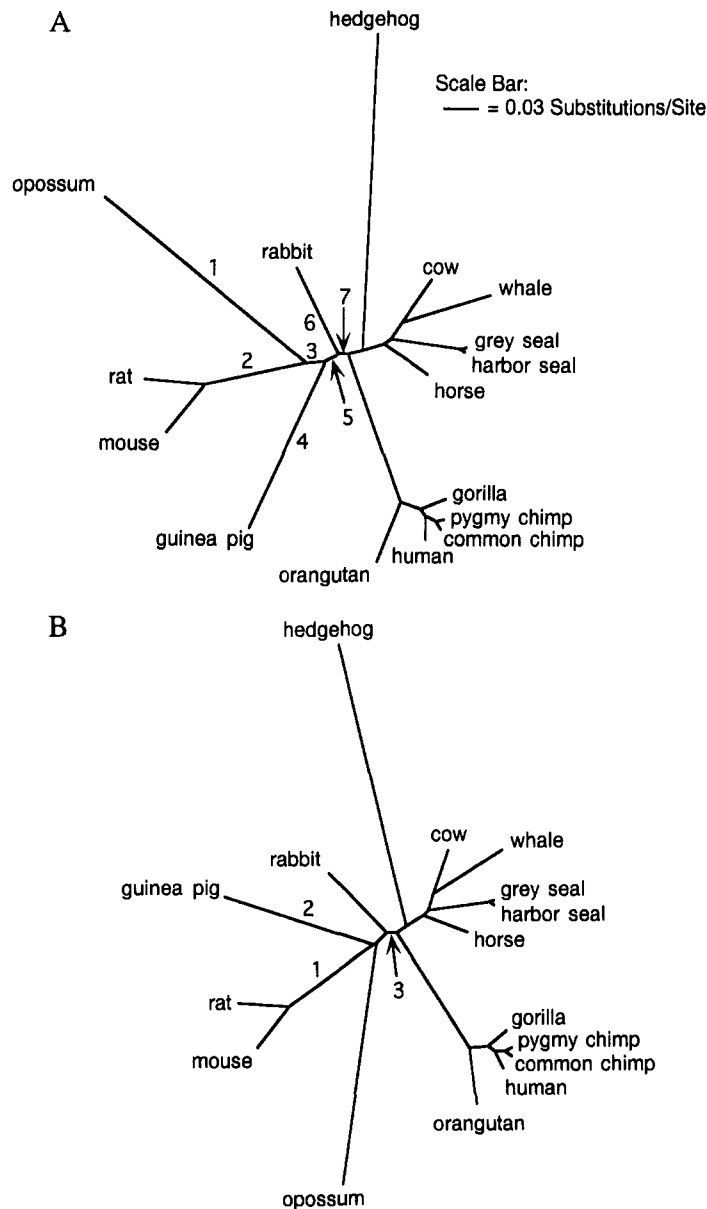 A
hedgehog
Scale Bar:
= 0.03 Substitutions/Site
opossum
rabbit
cow
1
7
whale
6
grey seal
3
harbor seal
2
rat
horse
5
mouse
4
gorilla
pygmy chimp
guinea pig
common chimp
human
orangutan
B
hedgehog
cow
whale
rabbit
guinea pig
grey seal
2
harbor seal
horse
1
3
rat
gorilla
mouse
pygmy chimp
common chimp
human
orangutan
opossum